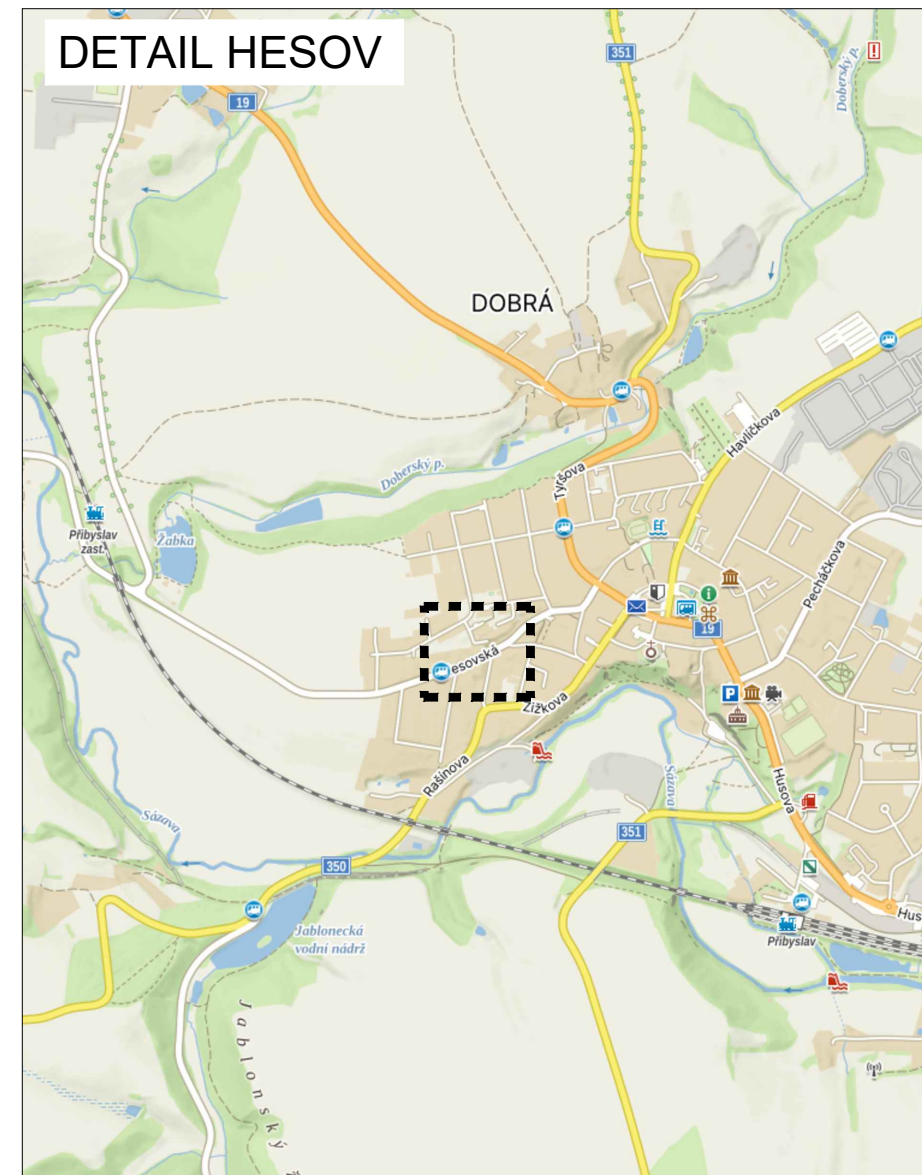 DETAIL HESOV
351
19
Doberský p.
DOBRÁ
Havlíčkova
Tyršova
Doberský p.
Přibyslav
zast.
Žabka
Pecháčkova
19
esovská
P
Žižkova
Rašínova
Sázava
Husova
Sázava
351
350
Jablonecká
vodní nádrž
Hus
Přibyslav
Jablonský ž